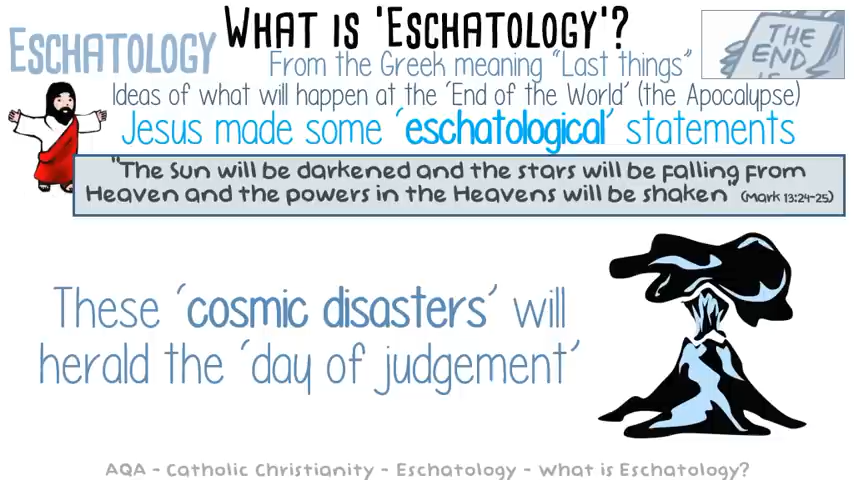 What is 'Eschatology'?
Eschatology
From the Greek meaning "Last things"
THE
END
IS
Ideas of what will happen at the 'End of the World' (the Apocalypse)
Jesus made some 'eschatological' statements
"The Sun will be darkened and the stars will be falling from
Heaven and the powers in the Heavens will be shaken" (Mark 13:24-25)
These 'cosmic disasters' will
herald the 'day of judgement'
AQA - Catholic Christianity - Eschatology - What is Eschatology?